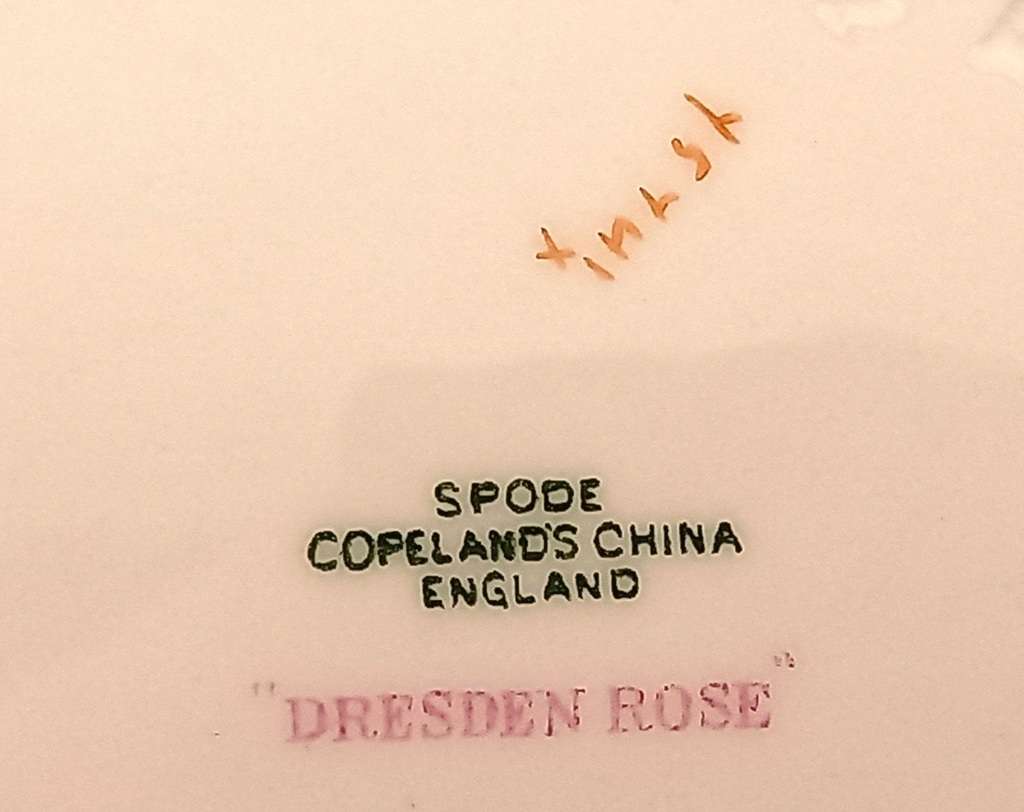 SPODE
COPELAND'S CHINA
ENGLAND
"DRESDEN ROSE"